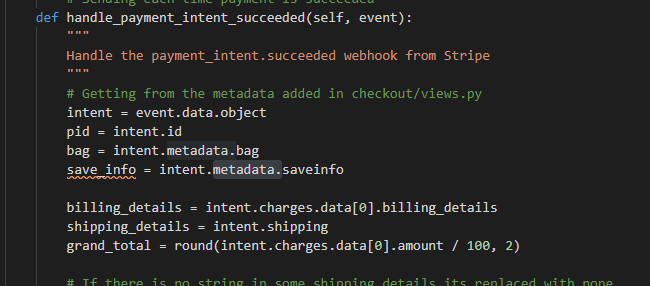 # Sending each time payment is succeeded
def handle_payment_intent_succeeded(self, event):
"""
Handle the payment_intent.succeeded webhook from Stripe
"""
# Getting from the metadata added in checkout/views.py
intent = event.data.object
pid = intent.id
bag = intent.metadata.bag
save_info = intent.metadata.saveinfo
billing_details = intent.charges.data[0].billing_details
shipping_details = intent.shipping
grand_total = round(intent.charges.data[0].amount / 100, 2)
# If there is no string in some shipping details its replaced with none